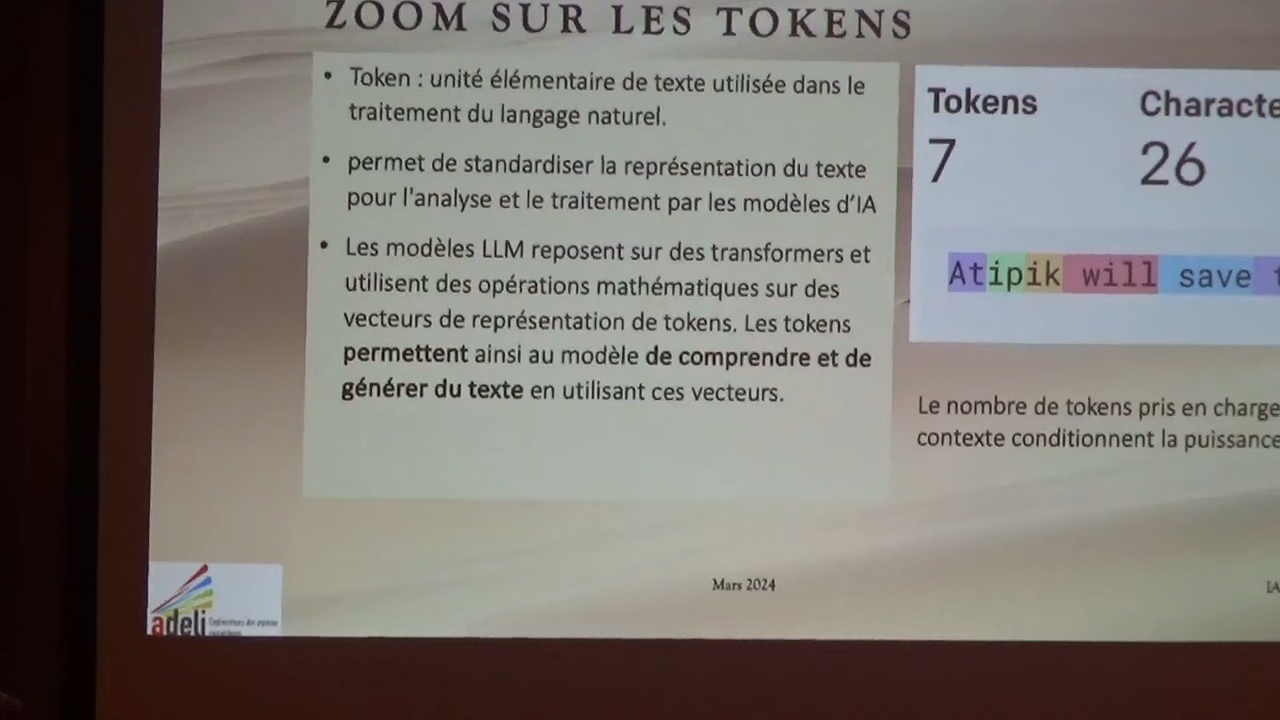 ZOOM SUR LES TOKENS
• Token : unité élémentaire de texte utilisée dans le
traitement du langage naturel.
• permet de standardiser la représentation du texte
pour l'analyse et le traitement par les modèles d'IA
• Les modèles LLM reposent sur des transformers et
utilisent des opérations mathématiques sur des
vecteurs de représentation de tokens. Les tokens
permettent ainsi au modèle de comprendre et de
générer du texte en utilisant ces vecteurs.
Tokens Characte
7 26
Atipik will save
Le nombre de tokens pris en charge
contexte conditionnent la puissance
adeli
Mars 2024
IA